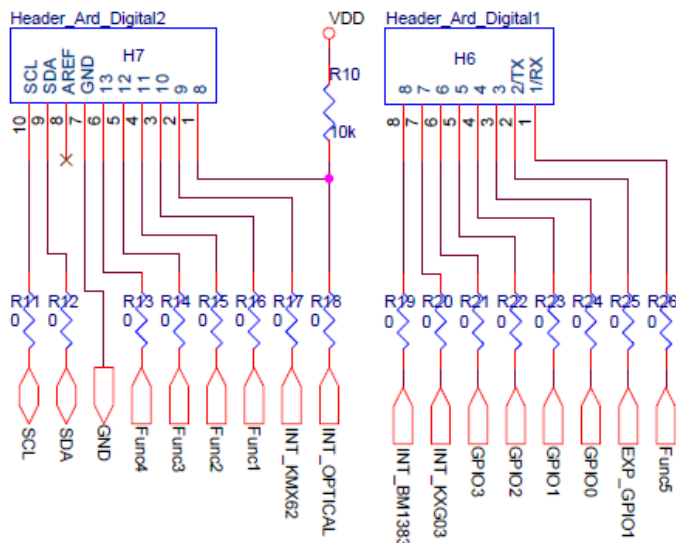 Header_Ard_Digital2
VDD
Header_Ard_Digital1
H7
H6
SCL
SDA
AREF
GND
13
12
11
10
9
8
10
9
8
7
6
5
4
3
2
1
R10
10k
8
7
6
5
4
3
2/TX
1/RX
8
7
6
5
4
3
2
1
R11
0
R12
0
R13
0
R14
0
R15
0
R16
0
R17
0
R18
0
R19
0
R20
0
R21
0
R22
0
R23
0
R24
0
R25
0
R26
0
SCL
SDA
GND
Func4
Func3
Func2
Func1
INT_KMX62
INT_OPTICAL
INT_BM1383
INT_KXG03
GPIO3
GPIO2
GPIO1
GPIO0
EXP_GPIO1
Func5